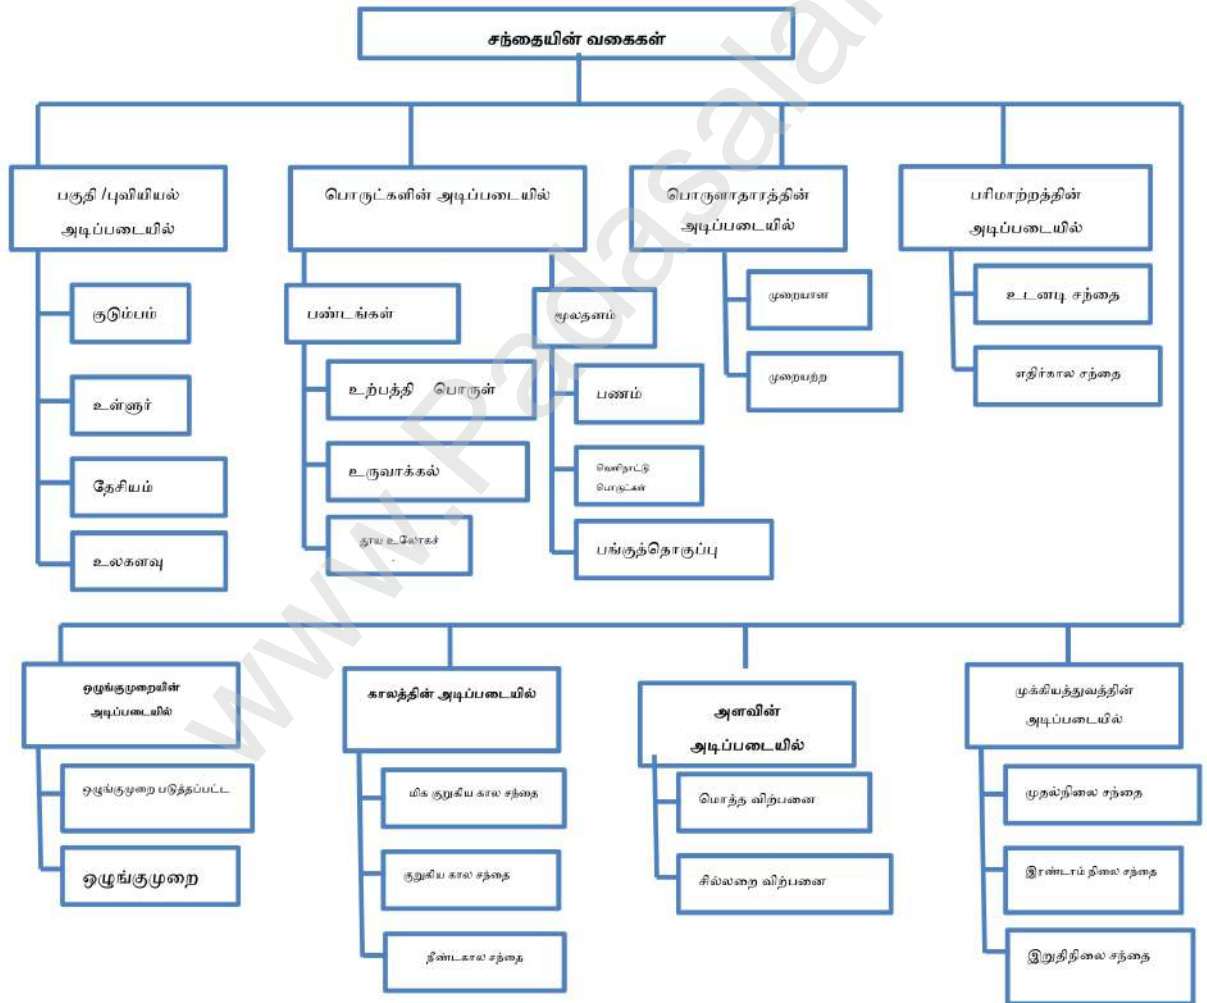 சந்தையின் வகைகள்
பகுதி /புவியியல்
அடிப்படையில்
குடும்பம்
உள்ளுர்
தேசியம்
உலகளவு
பொருட்களின் அடிப்படையில்
பண்டங்கள்
உற்பத்தி பொருள்
உருவாக்கல்
தூய உலோகச்
மூலதனம்
பணம்
வெளிநாட்டு
பொருட்கள்
பங்குத்தொகுப்பு
பொருளாதாரத்தின்
அடிப்படையில்
முறையான
முறையற்ற
பரிமாற்றத்தின்
அடிப்படையில்
உடனடி சந்தை
எதிர்கால சந்தை
ஒழுங்குமுறையின்
அடிப்படையில்
ஒழுங்குமுறை படுத்தப்பட்ட
ஒழுங்குமுறை
காலத்தின் அடிப்படையில்
மிக குறுகிய கால சந்தை
குறுகிய கால சந்தை
நீண்டகால சந்தை
அளவின்
அடிப்படையில்
மொத்த விற்பனை
சில்லறை விற்பனை
முக்கியத்துவத்தின்
அடிப்படையில்
முதல்நிலை சந்தை
இரண்டாம் நிலை சந்தை
இறுதிநிலை சந்தை
www.Padasalai